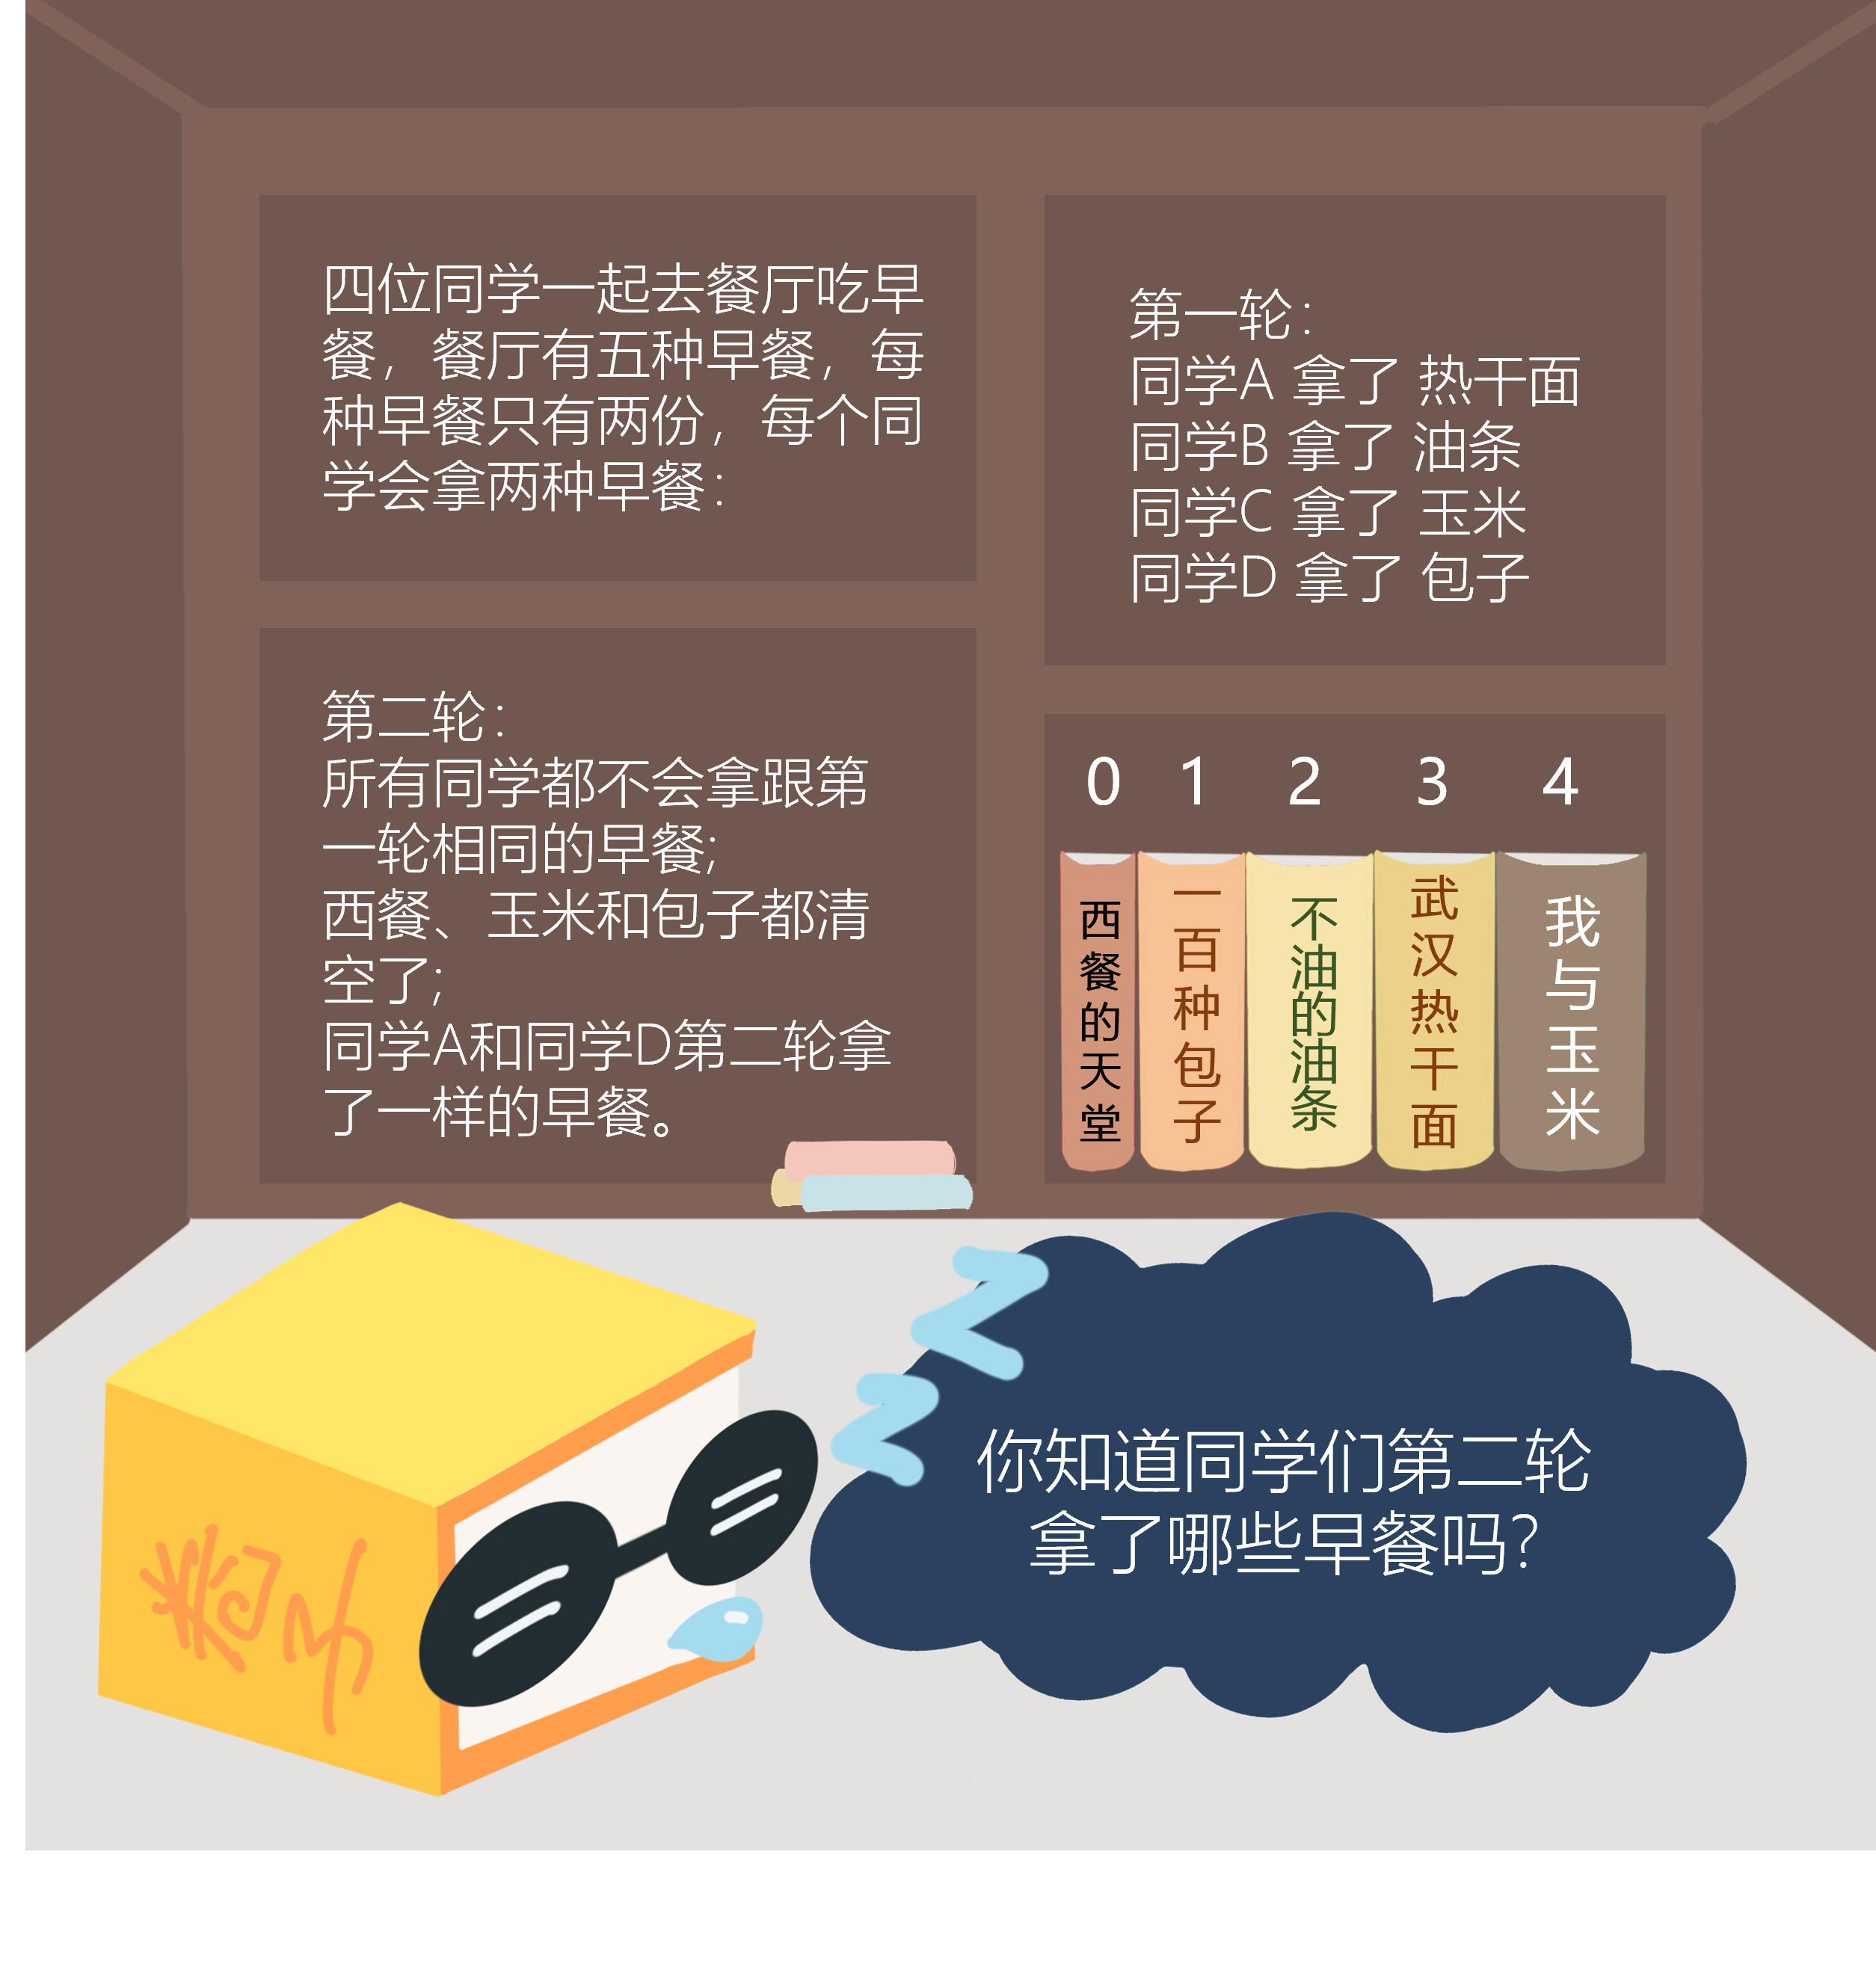 四位同学一起去餐厅吃早
餐，餐厅有五种早餐，每
种早餐只有两份，每个同
学会拿两种早餐：
第一轮：
同学A 拿了 热干面
同学B 拿了 油条
同学C 拿了 玉米
同学D 拿了 包子
第二轮：
所有同学都不会拿跟第
一轮相同的早餐;
西餐、玉米和包子都清
空了;
同学A和同学D第二轮拿
了一样的早餐。
0 1 2 3 4
西餐的天堂
一百种包子
不油的油条
武汉热干面
我与玉米
你知道同学们第二轮
拿了哪些早餐吗?